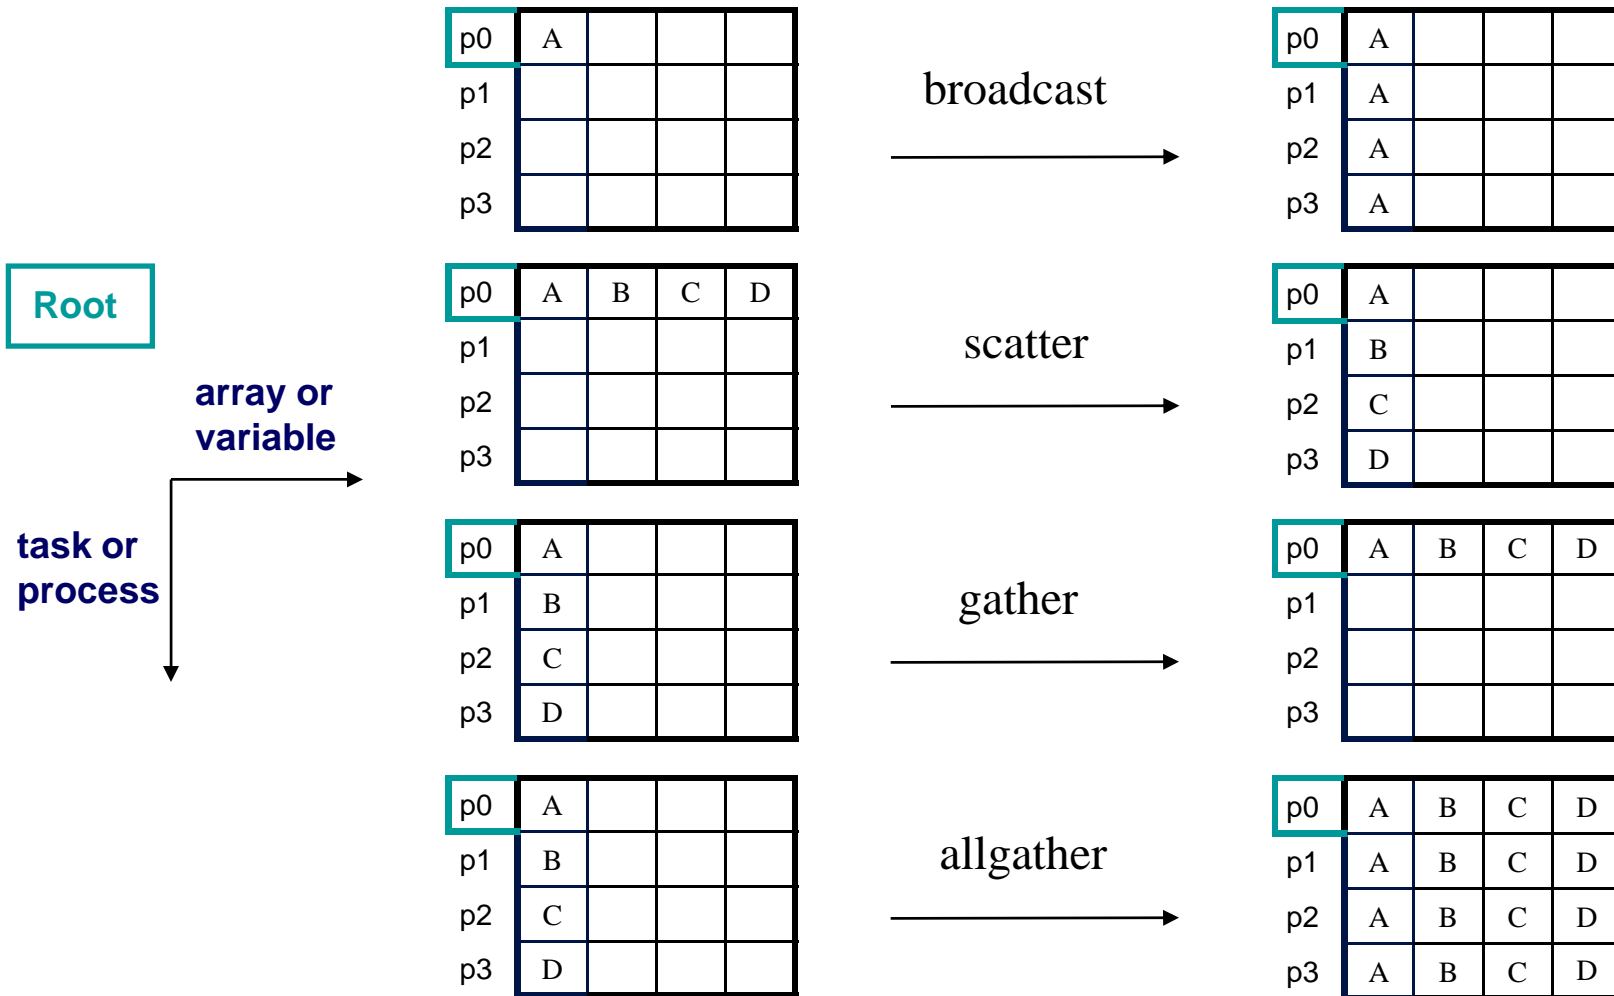 p0 A
p1
p2
p3
broadcast
p0 A
p1 A
p2 A
p3 A
Root
array or
variable
task or
process
p0 A B C D
p1
p2
p3
scatter
p0 A
p1 B
p2 C
p3 D
p0 A
p1 B
p2 C
p3 D
gather
p0 A B C D
p1
p2
p3
p0 A
p1 B
p2 C
p3 D
allgather
p0 A B C D
p1 A B C D
p2 A B C D
p3 A B C D